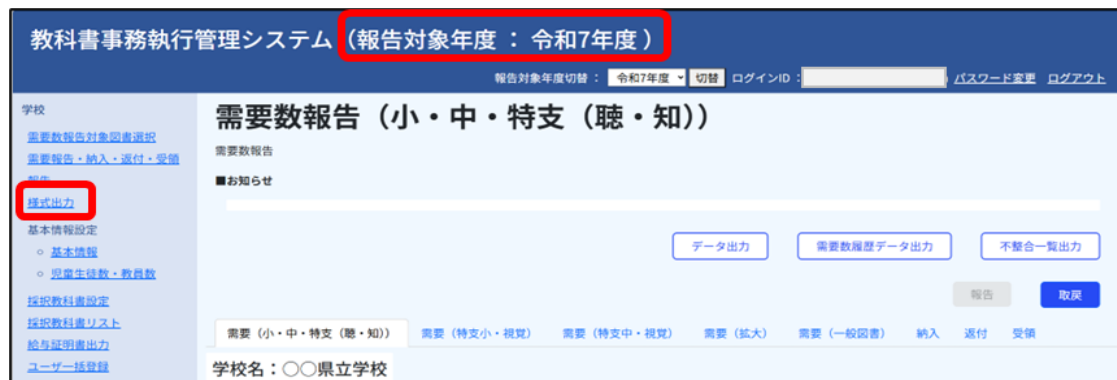 教科書事務執行管理システム（報告対象年度 ： 令和7年度 ）
報告対象年度切替 ： 令和7年度 切替 ログインID : パスワード変更 ログアウト
学校
需要数報告対象図書選択
需要報告・納入・返付・受領
報告
様式出力
基本情報設定
基本情報
児童生徒数・教員数
採択教科書設定
採択教科書リスト
給与証明書出力
ユーザ一括登録
需要数報告（小・中・特支（聴・知））
需要数報告
■お知らせ
データ出力 需要数履歴データ出力 不整合一覧出力
報告 取戻
需要（小・中・特支（聴・知）） 需要（特支小・視覚） 需要（特支中・視覚） 需要（拡大） 需要（一般図書） 納入 返付 受領
学校名：〇〇県立学校